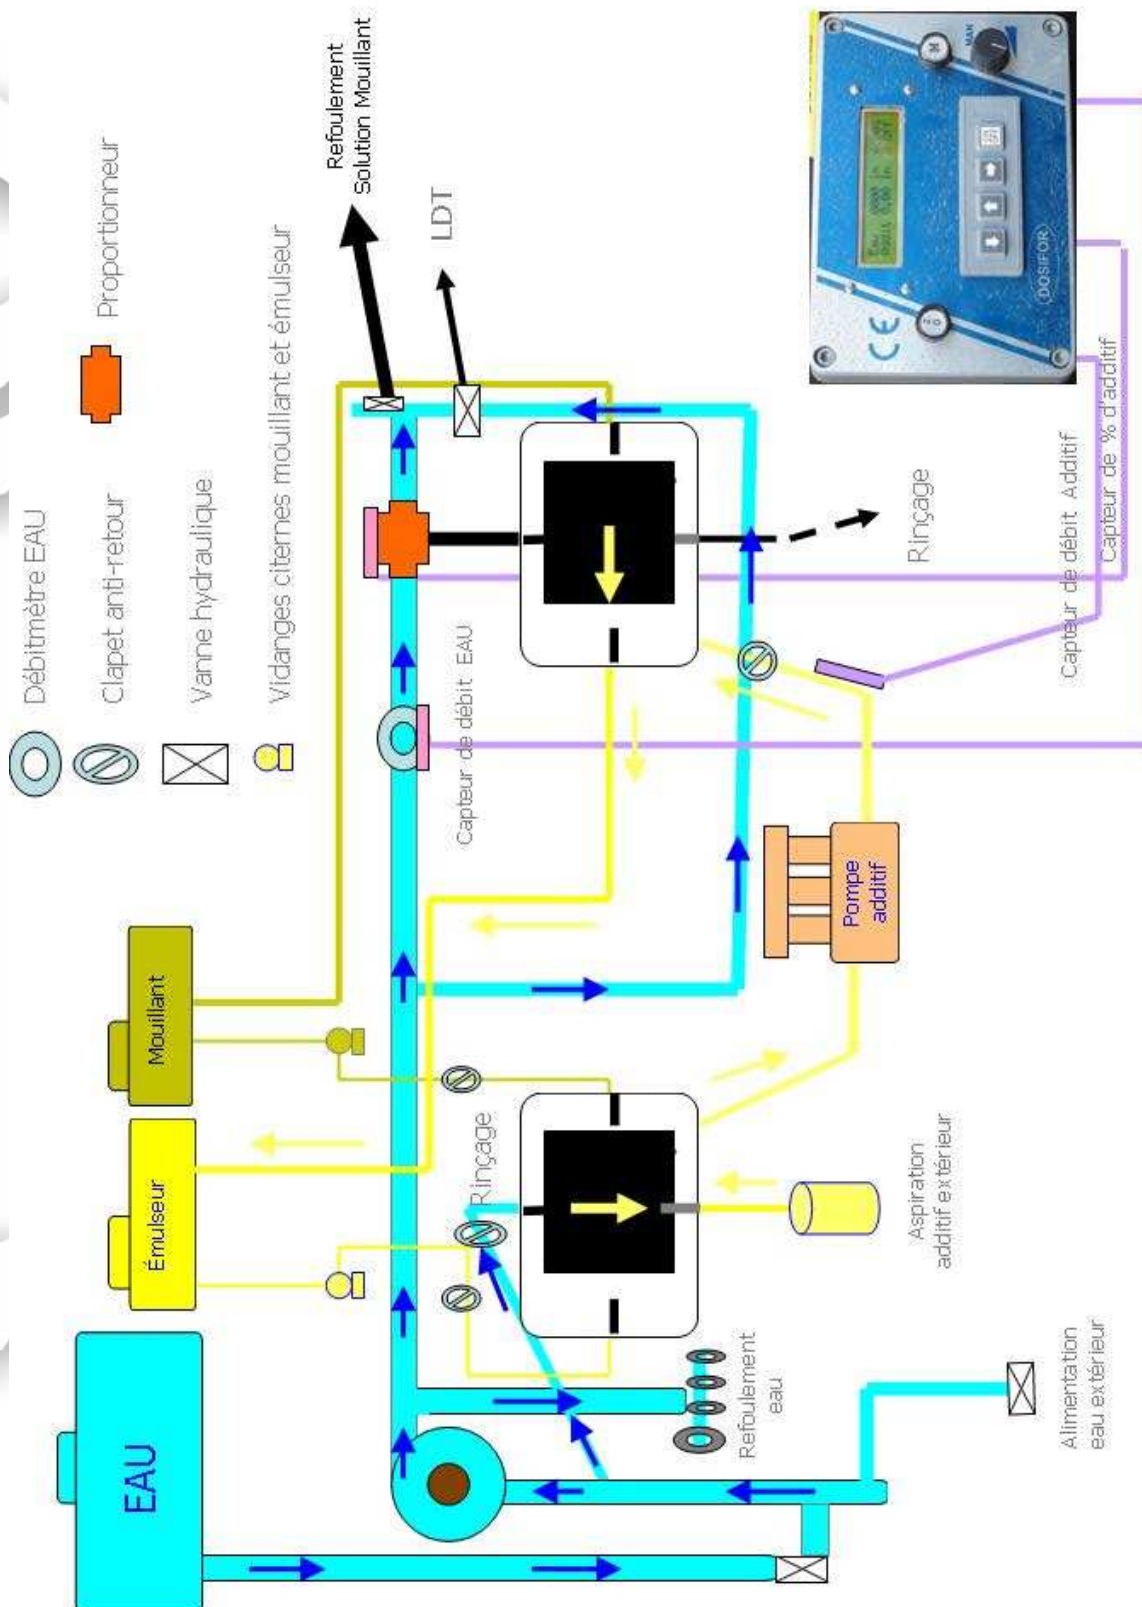 Débitmètre EAU
Clapet anti-retour
Proportionneur
Vanne hydraulique
Vidanges citernes mouillant et émulseur
EAU
Émulseur
Mouillant
Refoulement
Solution Mouillant
LDT
Capteur de débit EAU
Rinçage
Rinçage
Pompe
additif
Refoulement
eau
Aspiration
additif extérieur
Alimentation
eau extérieur
Capteur de débit Additif
Capteur de % d'additif
CE
MAN
M
DOSIFOR